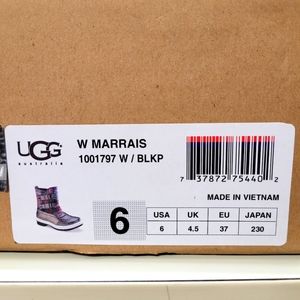 UGG
australia
W MARRAIS
1001797 W / BLKP
7 37872 75440 2
MADE IN VIETNAM
6
USA UK EU JAPAN
6 4.5 37 230